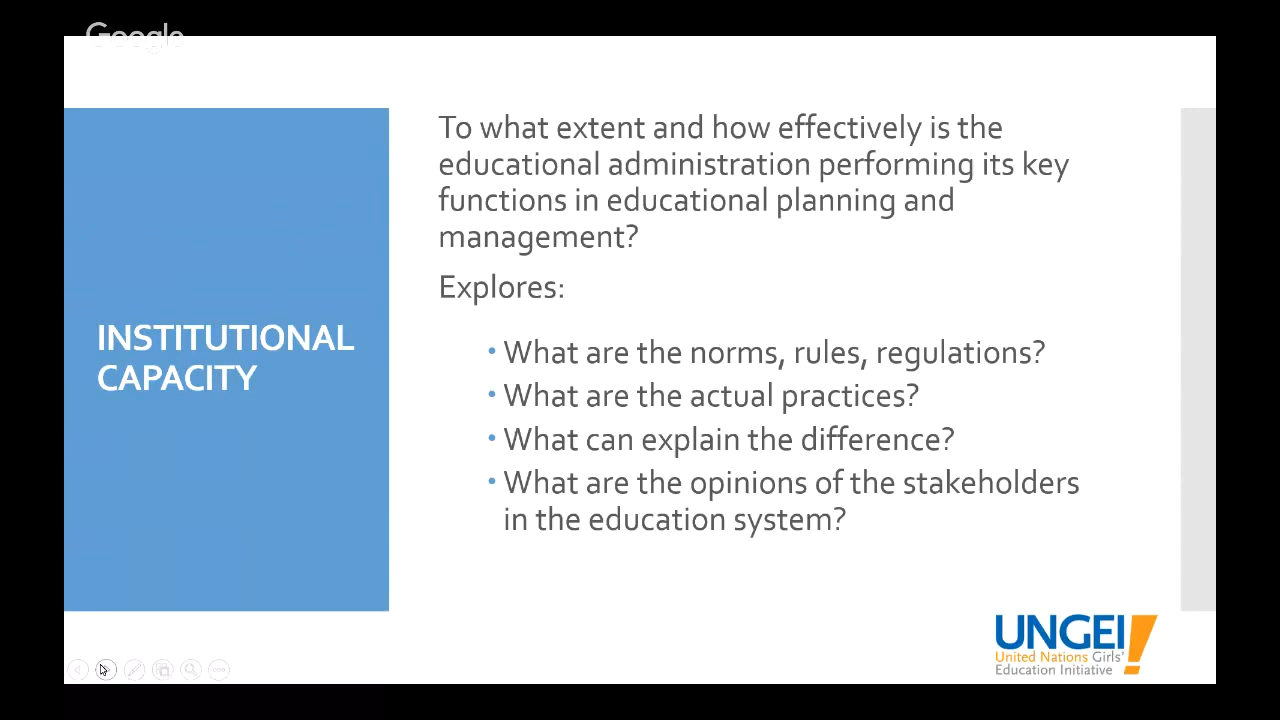 Google
To what extent and how effectively is the
educational administration performing its key
functions in educational planning and
management?
Explores:
INSTITUTIONAL
CAPACITY
• What are the norms, rules, regulations?
• What are the actual practices?
• What can explain the difference?
• What are the opinions of the stakeholders
in the education system?
UNGEI!
United Nations Girls'
Education Initiative